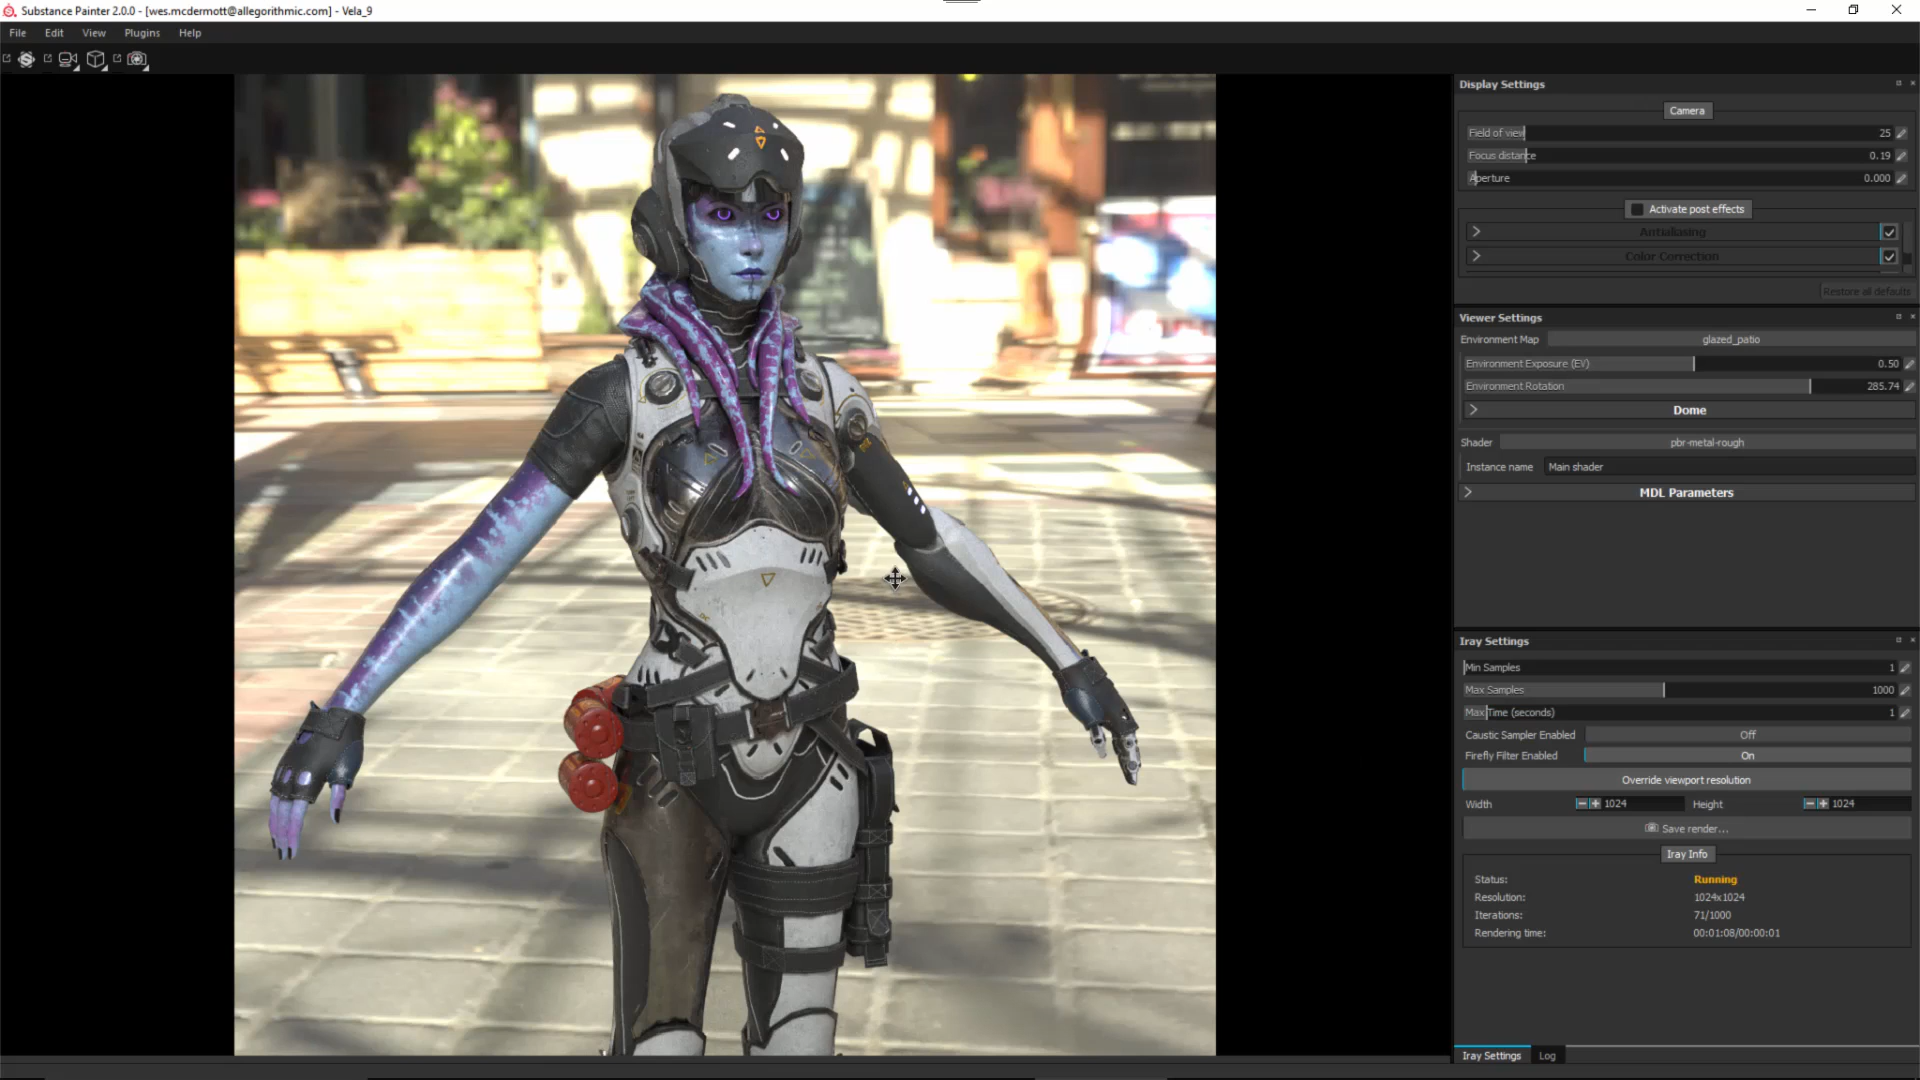 Substance Painter 2.0.0 - [wes.mcdermott@allegorithmic.com] - Vela_9
File Edit View Plugins Help
Display Settings
Camera
Field of view 25
Focus distance 0.19
Aperture 0.000
Activate post effects
Antialiasing
Color Correction
Restore all defaults
Viewer Settings
Environment Map glazed_patio
Environment Exposure (EV) 0.50
Environment Rotation 285.74
Dome
Shader pbr-metal-rough
Instance name Main shader
MDL Parameters
Iray Settings
Min Samples 1
Max Samples 1000
Max Time (seconds) 1
Caustic Sampler Enabled Off
Firefly Filter Enabled On
Override viewport resolution
Width 1024 Height 1024
Save render...
Iray Info
Status: Running
Resolution: 1024x1024
Iterations: 71/1000
Rendering time: 00:01:08/00:00:01
Iray Settings Log